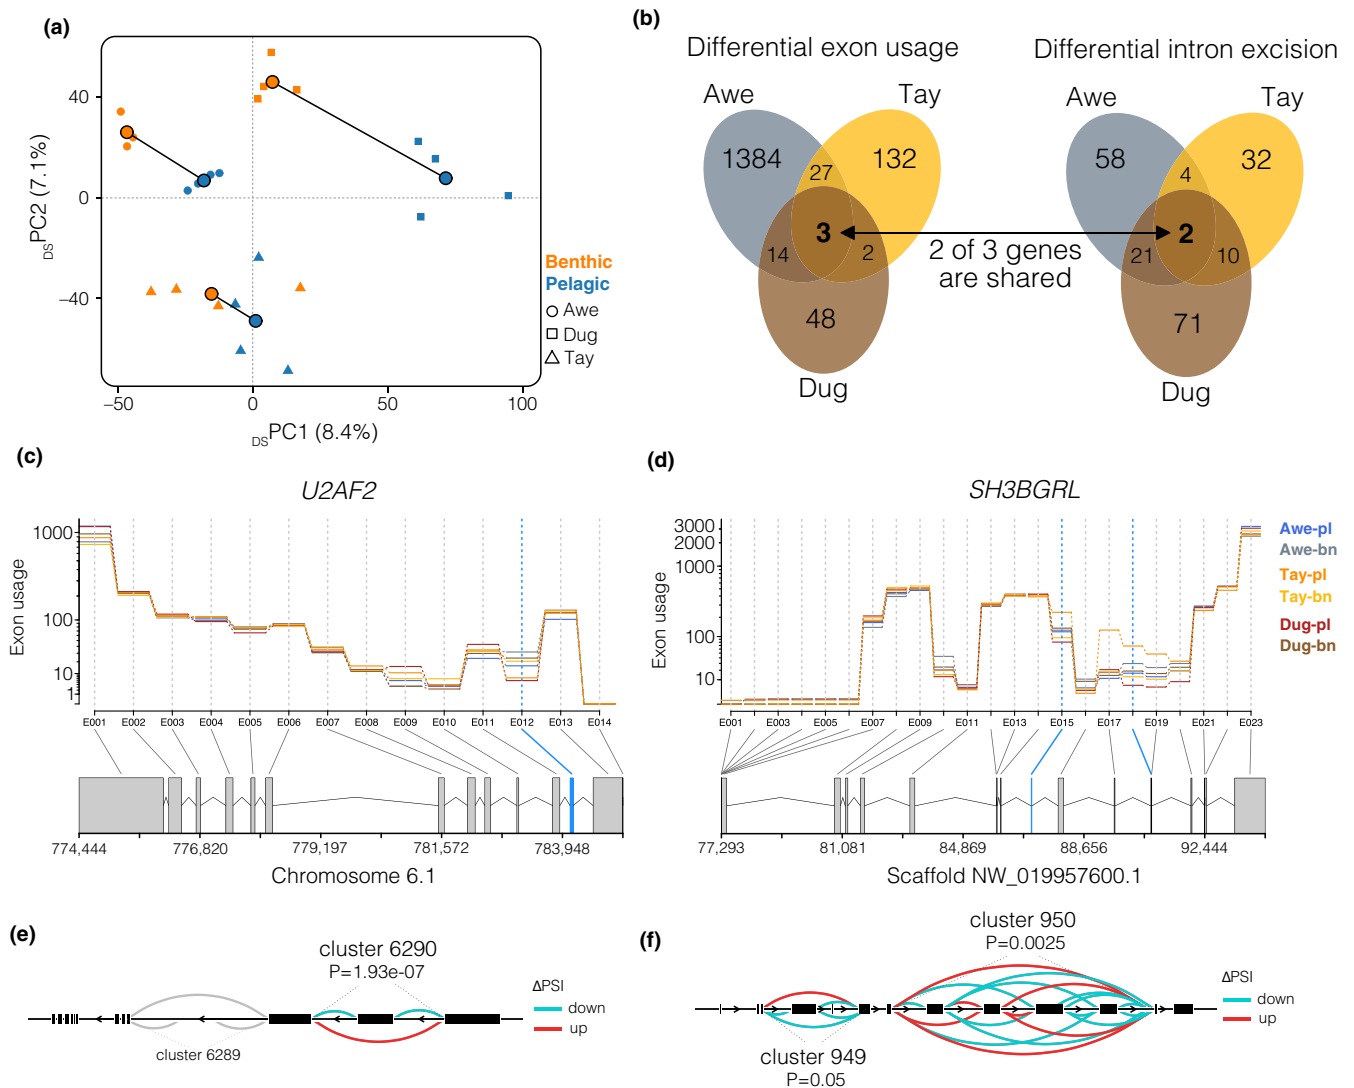 (a)
40
0
−40
−50
0
50
100
DSPC2 (7.1%)
DSPC1 (8.4%)
Benthic
Pelagic
Awe
Dug
Tay
(b)
Differential exon usage
Awe
Tay
1384
27
132
3
14
2
48
Dug
2 of 3 genes
are shared
Differential intron excision
Awe
Tay
58
4
32
2
21
10
71
Dug
(c)
U2AF2
Exon usage
1000
100
10
1
E001 E002 E003 E004 E005 E006 E007 E008 E009 E010 E011 E012 E013 E014
774,444 776,820 779,197 781,572 783,948
Chromosome 6.1
(d)
SH3BGRL
Exon usage
3000
2000
1000
100
10
E001 E003 E005 E007 E009 E011 E013 E015 E017 E019 E021 E023
77,293 81,081 84,869 88,656 92,444
Scaffold NW_019957600.1
Awe-pl
Awe-bn
Tay-pl
Tay-bn
Dug-pl
Dug-bn
(e)
cluster 6290
P=1.93e-07
cluster 6289
ΔPSI
down
up
(f)
cluster 950
P=0.0025
cluster 949
P=0.05
ΔPSI
down
up